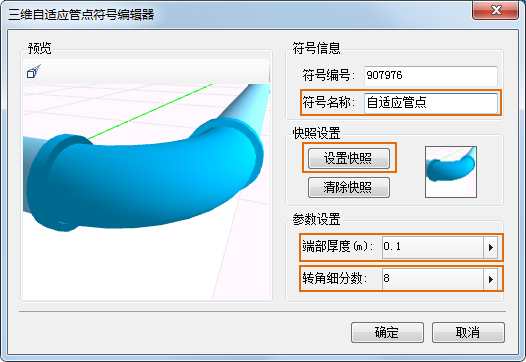 三维自适应管点符号编辑器
预览
符号信息
符号编号: 907976
符号名称: 自适应管点
快照设置
设置快照
清除快照
参数设置
端部厚度(m): 0.1
转角细分数: 8
确定 取消